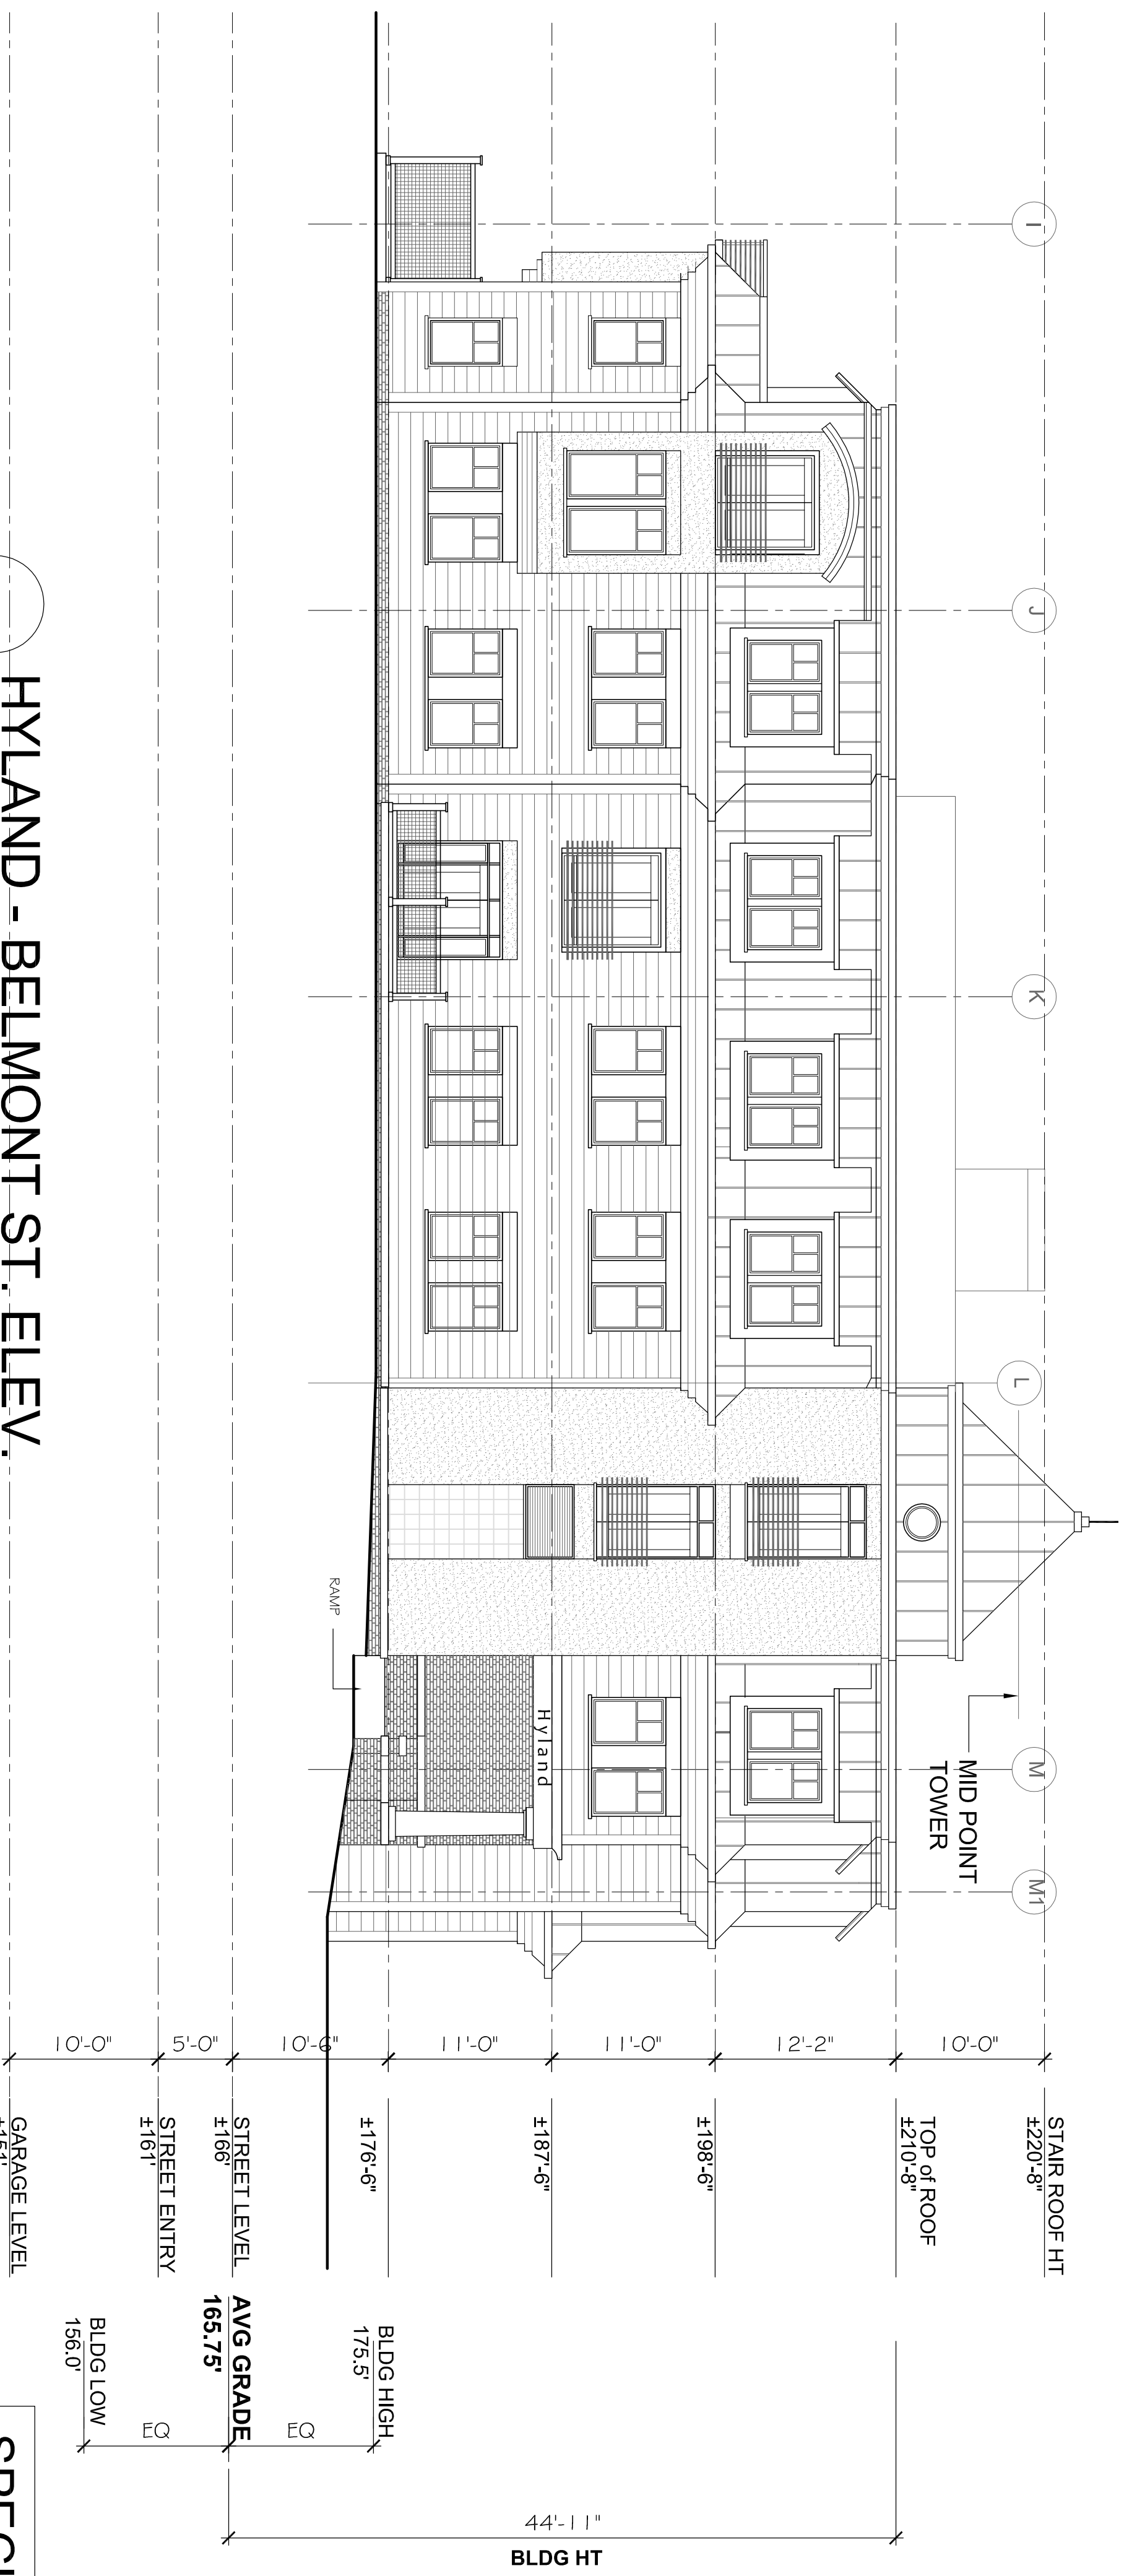 I
J
K
L
M
M1
MID POINT
TOWER
Hyland
RAMP
10'-0"
12'-2"
11'-0"
11'-0"
10'-6"
5'-0"
10'-0"
STAIR ROOF HT
±220'-8"
TOP of ROOF
±210'-8"
±198'-6"
±187'-6"
±176'-6"
STREET LEVEL
±166'
STREET ENTRY
±161'
GARAGE LEVEL
±151'
BLDG HIGH
175.5'
AVG GRADE
165.75'
BLDG LOW
156.0'
EQ
EQ
44'-11"
BLDG HT
HYLAND - BELMONT ST. ELEV.